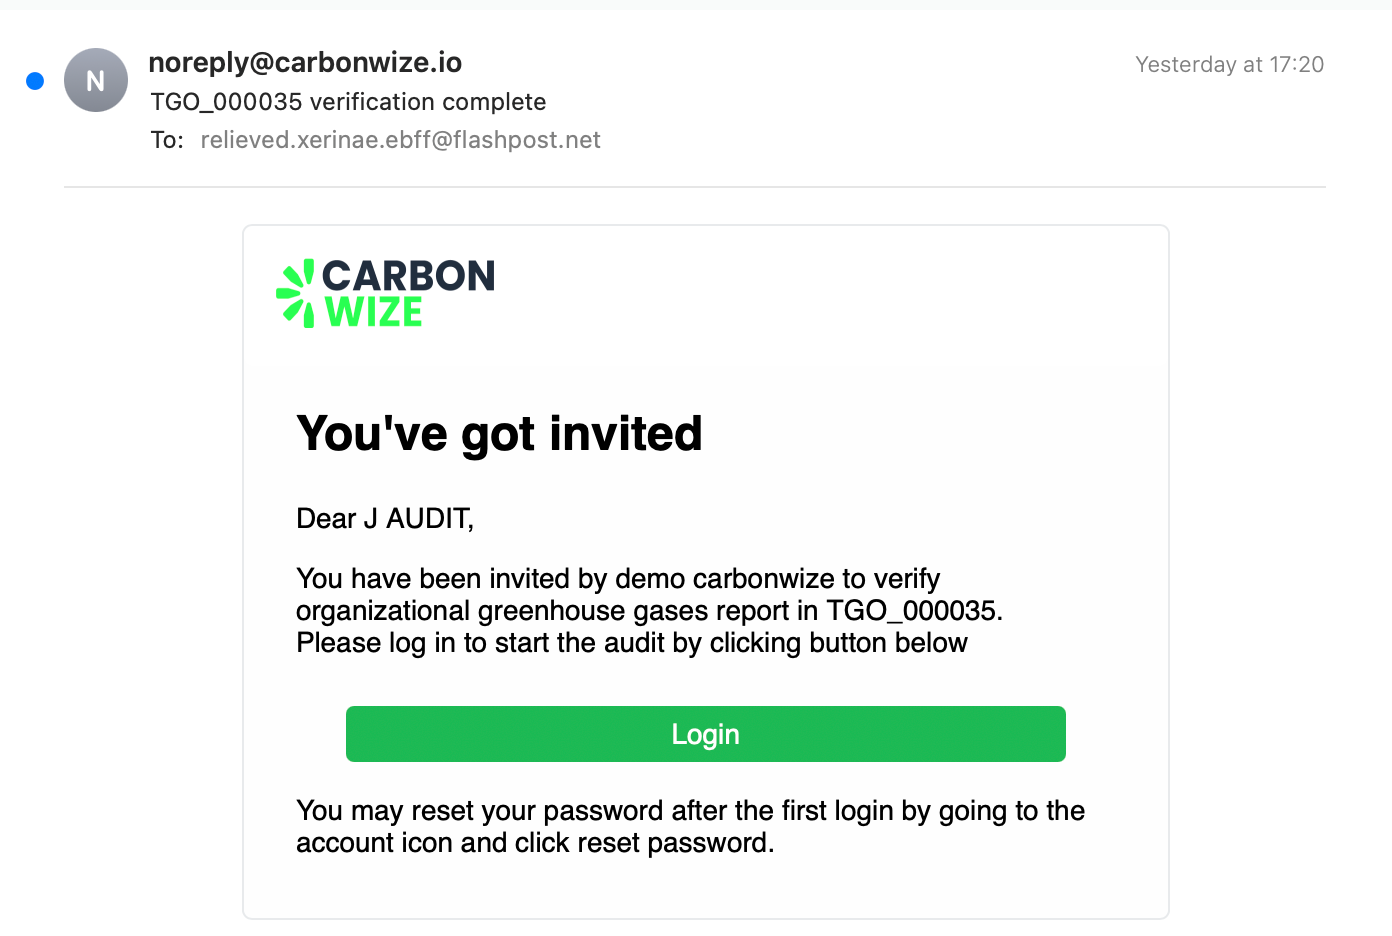 noreply@carbonwize.io
Yesterday at 17:20
N
TGO_000035 verification complete
To: relieved.xerinae.ebff@flashpost.net
CARBON
WIZE
You've got invited
Dear J AUDIT,
You have been invited by demo carbonwize to verify
organizational greenhouse gases report in TGO_000035.
Please log in to start the audit by clicking button below
Login
You may reset your password after the first login by going to the
account icon and click reset password.